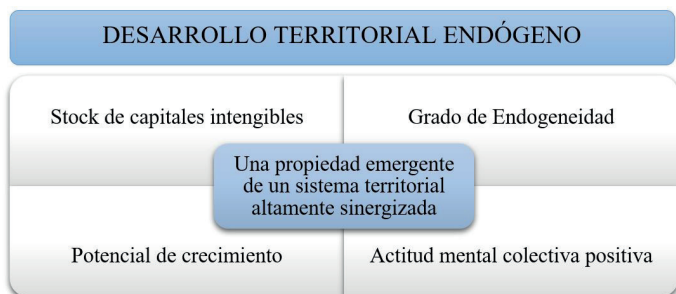 DESARROLLO TERRITORIAL ENDÓGENO
Stock de capitales intengibles
Grado de Endogeneidad
Una propiedad emergente
de un sistema territorial
altamente sinergizada
Potencial de crecimiento
Actitud mental colectiva positiva